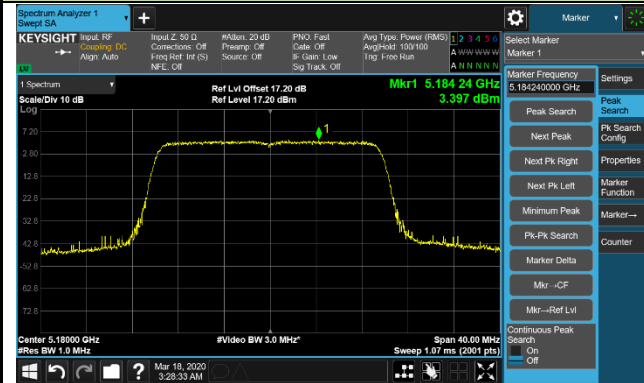 Spectrum Analyzer 1
Swept SA
Marker
KEYSIGHT
Input: RF
Coupling: DC
Align: Auto
Input Z: 50 Ω
Corrections: Off
Freq Ref: Int (S)
NFE: Off
#Atten: 20 dB
Preamp: Off
Source: Off
PNO: Fast
Gate: Off
IF Gain: Low
Sig Track: Off
Avg Type: Power (RMS)
Avg|Hold: 100/100
Trig: Free Run
1 2 3 4 5 6
A W W W W W
A N N N N N
Select Marker
Marker 1
LXI
1 Spectrum
Scale/Div 10 dB
Log
Ref Lvl Offset 17.20 dB
Ref Level 17.20 dBm
Mkr1 5.184 24 GHz
3.397 dBm
1
7.20
-2.80
-12.8
-22.8
-32.8
-42.8
-52.8
-62.8
-72.8
Center 5.18000 GHz
#Res BW 1.0 MHz
#Video BW 3.0 MHz*
Span 40.00 MHz
Sweep 1.07 ms (2001 pts)
Marker Frequency
5.184240000 GHz
Peak Search
Next Peak
Next Pk Right
Next Pk Left
Minimum Peak
Pk-Pk Search
Marker Delta
Mkr→CF
Mkr→Ref Lvl
Continuous Peak
Search
On
Off
Settings
Peak
Search
Pk Search
Config
Properties
Marker
Function
Marker→
Counter
?
Mar 18, 2020
3:28:33 AM